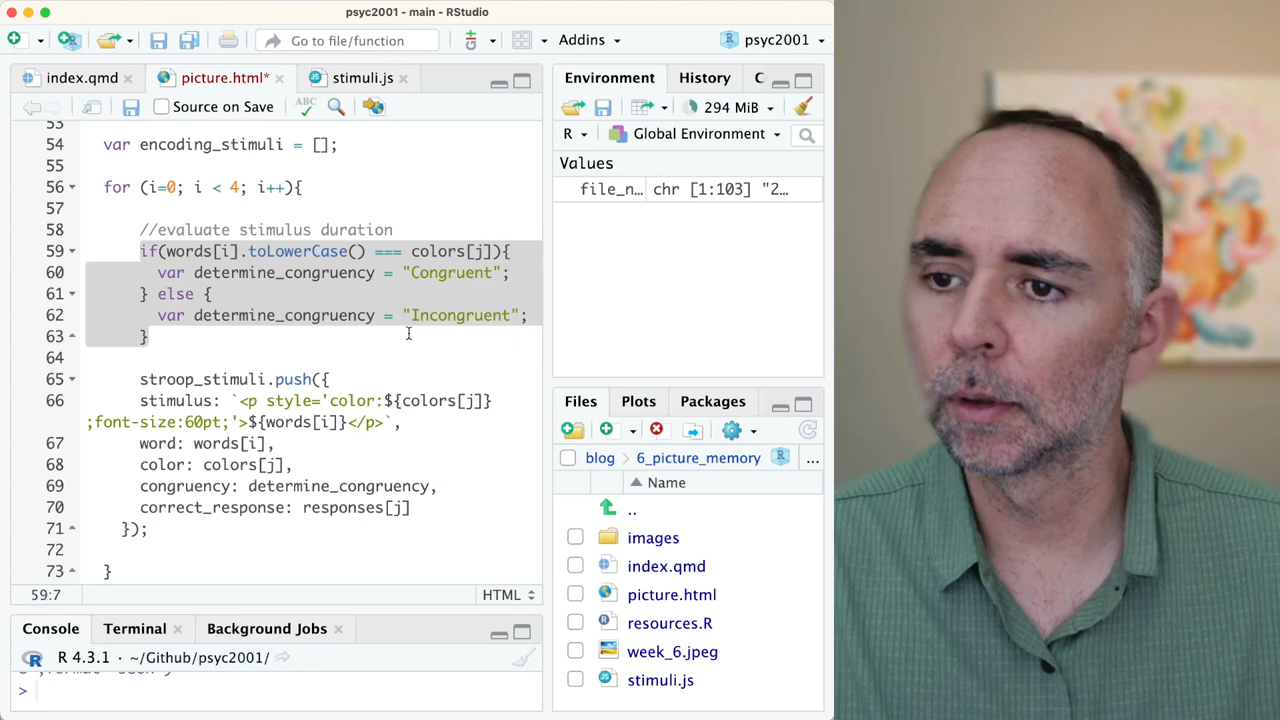 psyc2001 - main - RStudio
Go to file/function
Addins
psyc2001
index.qmd
picture.html*
stimuli.js
Source on Save
ABC
53
54 var encoding_stimuli = [];
55
56 for (i=0; i < 4; i++){
57
58 //evaluate stimulus duration
59 if(words[i].toLowerCase() === colors[j]){
60 var determine_congruency = "Congruent";
61 } else {
62 var determine_congruency = "Incongruent";
63 }
64
65 stroop_stimuli.push({
66 stimulus: `<p style='color:${colors[j]}
;font-size:60pt;'>${words[i]}</p>`,
67 word: words[i],
68 color: colors[j],
69 congruency: determine_congruency,
70 correct_response: responses[j]
71 });
72
73 }
59:7
HTML
Console
Terminal
Background Jobs
R 4.3.1 · ~/Github/psyc2001/
>
Environment
History
C
294 MiB
R
Global Environment
Values
file_n… chr [1:103] "2…
Files
Plots
Packages
blog
6_picture_memory
...
Name
..
images
index.qmd
picture.html
resources.R
week_6.jpeg
stimuli.js